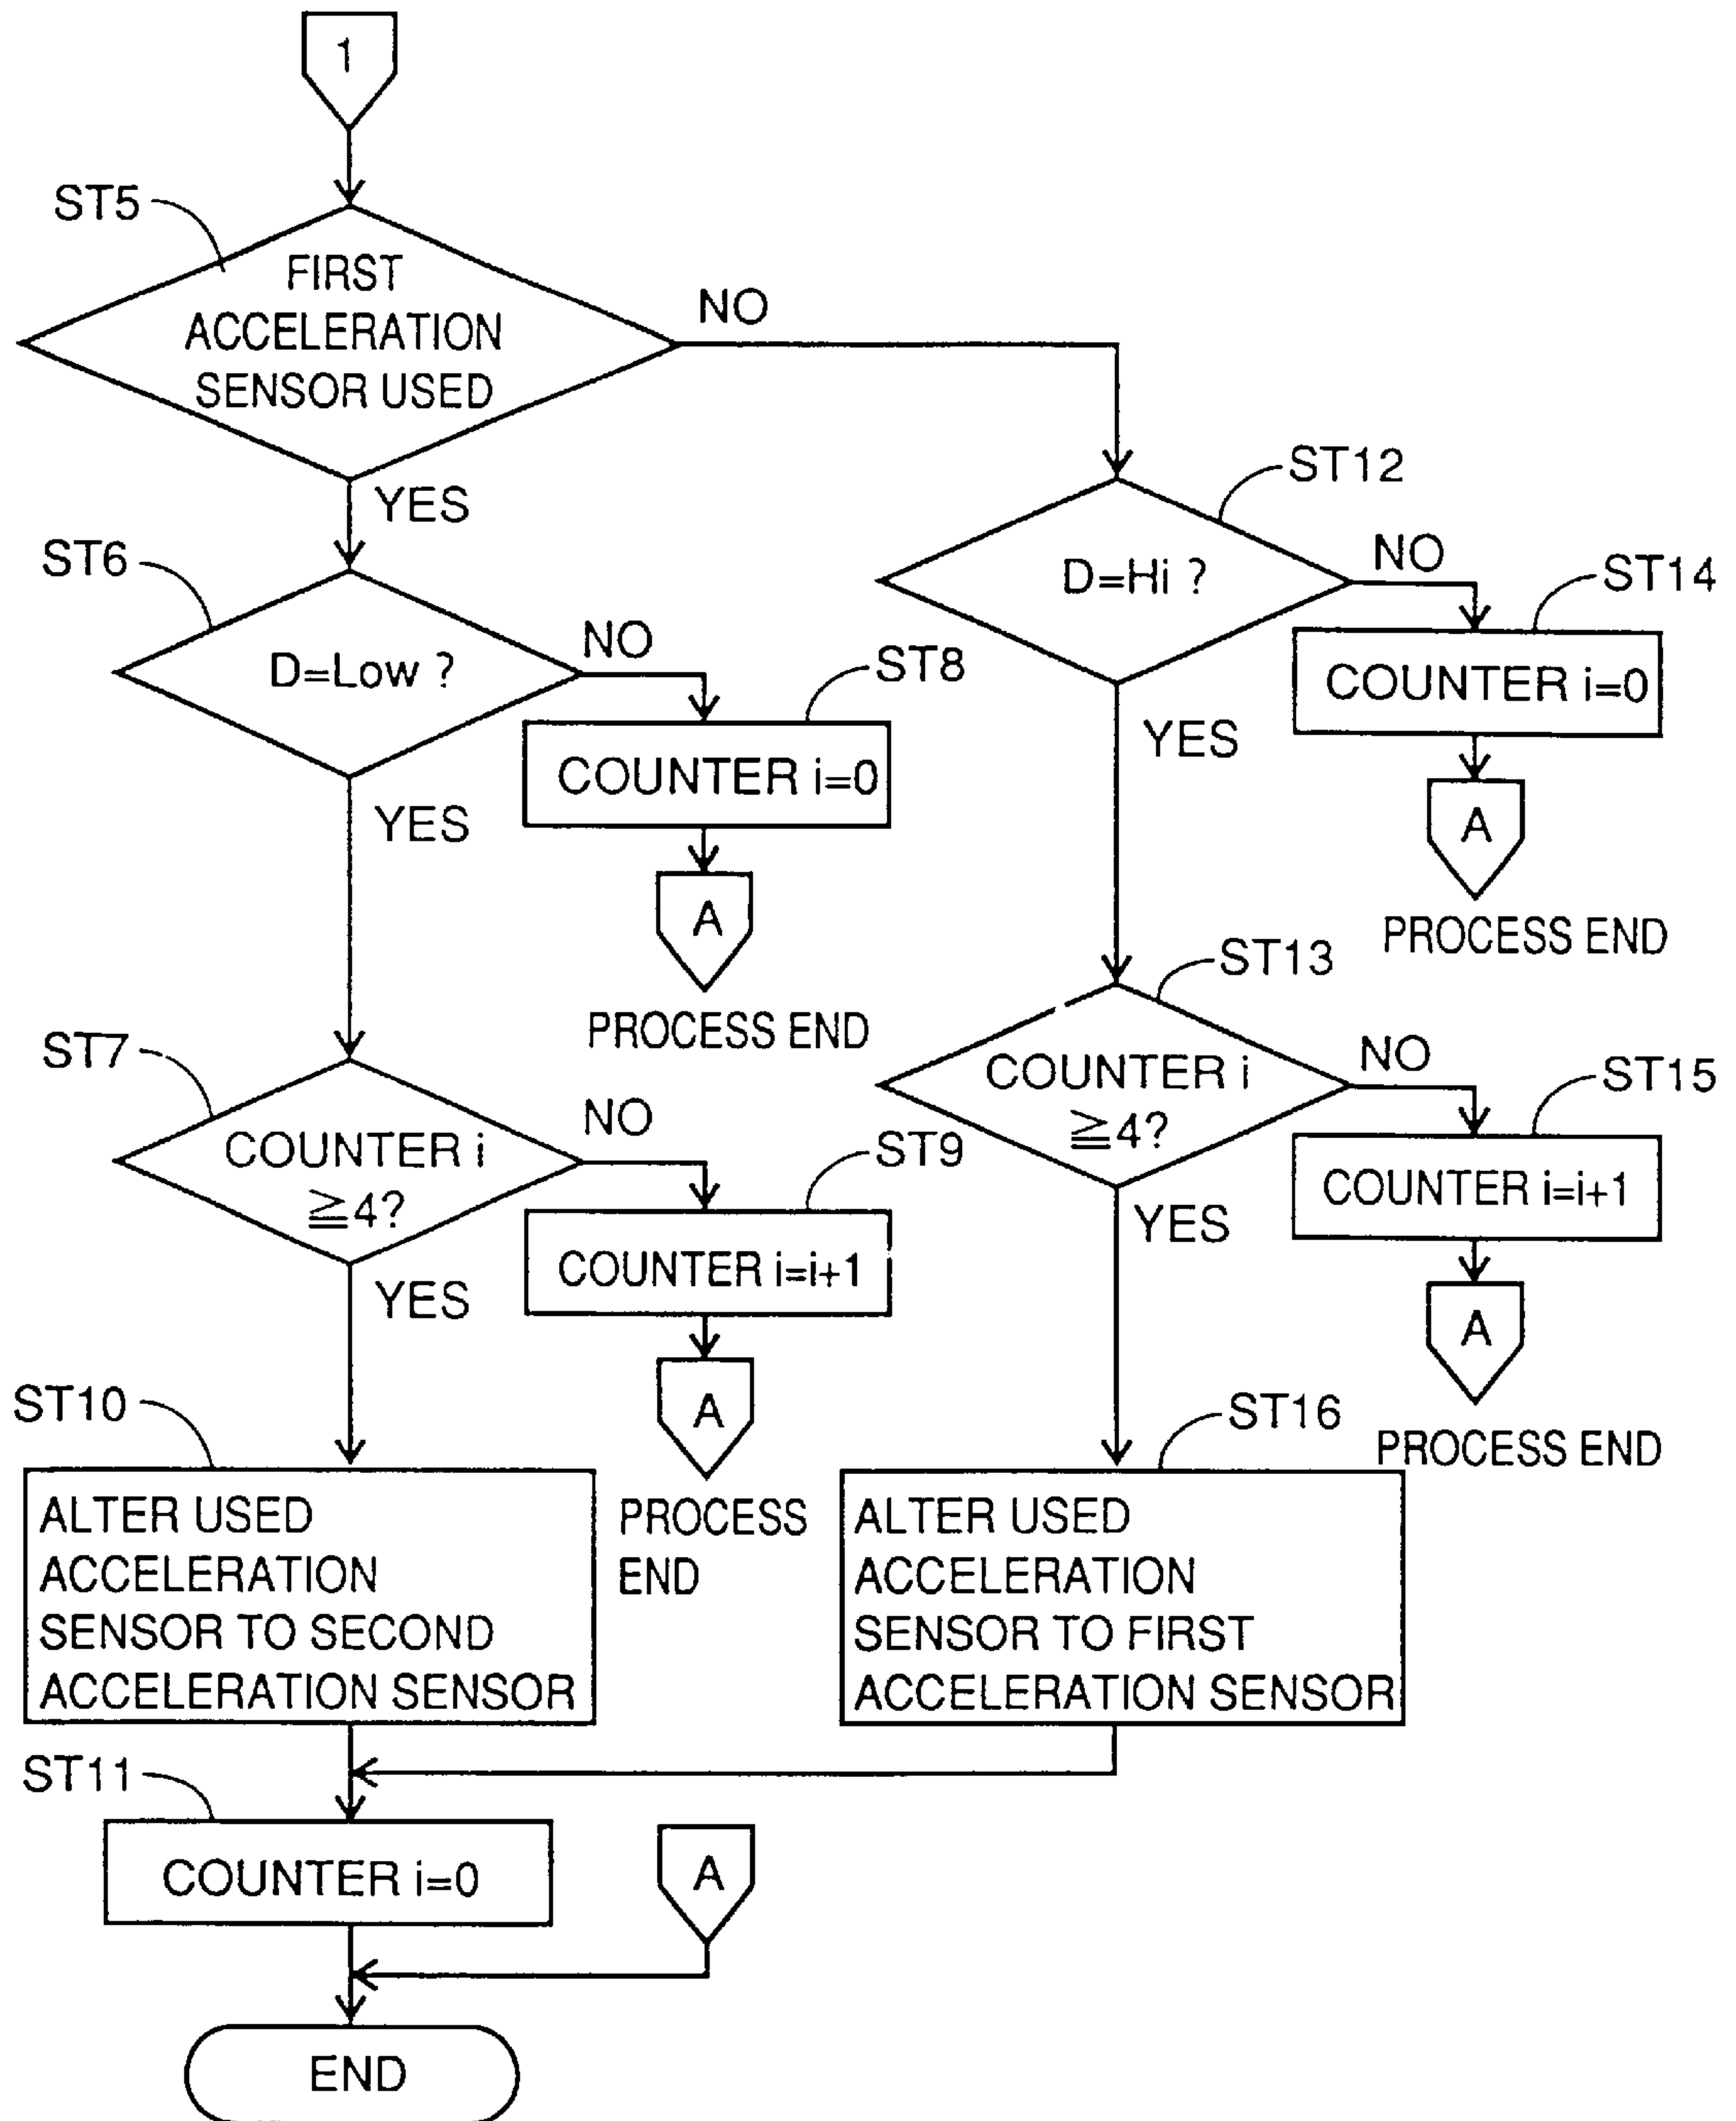 1
ST5
FIRST
ACCELERATION
SENSOR USED
NO
YES
ST12
D=Hi ?
NO
ST14
COUNTER i=0
A
PROCESS END
ST6
D=Low ?
NO
ST8
COUNTER i=0
A
PROCESS END
YES
YES
ST13
COUNTER i
≧4?
NO
ST15
COUNTER i=i+1
A
PROCESS END
ST7
COUNTER i
≧4?
NO
ST9
COUNTER i=i+1
A
PROCESS
END
YES
YES
ST10
ALTER USED
ACCELERATION
SENSOR TO SECOND
ACCELERATION SENSOR
ST16
ALTER USED
ACCELERATION
SENSOR TO FIRST
ACCELERATION SENSOR
ST11
COUNTER i=0
A
END